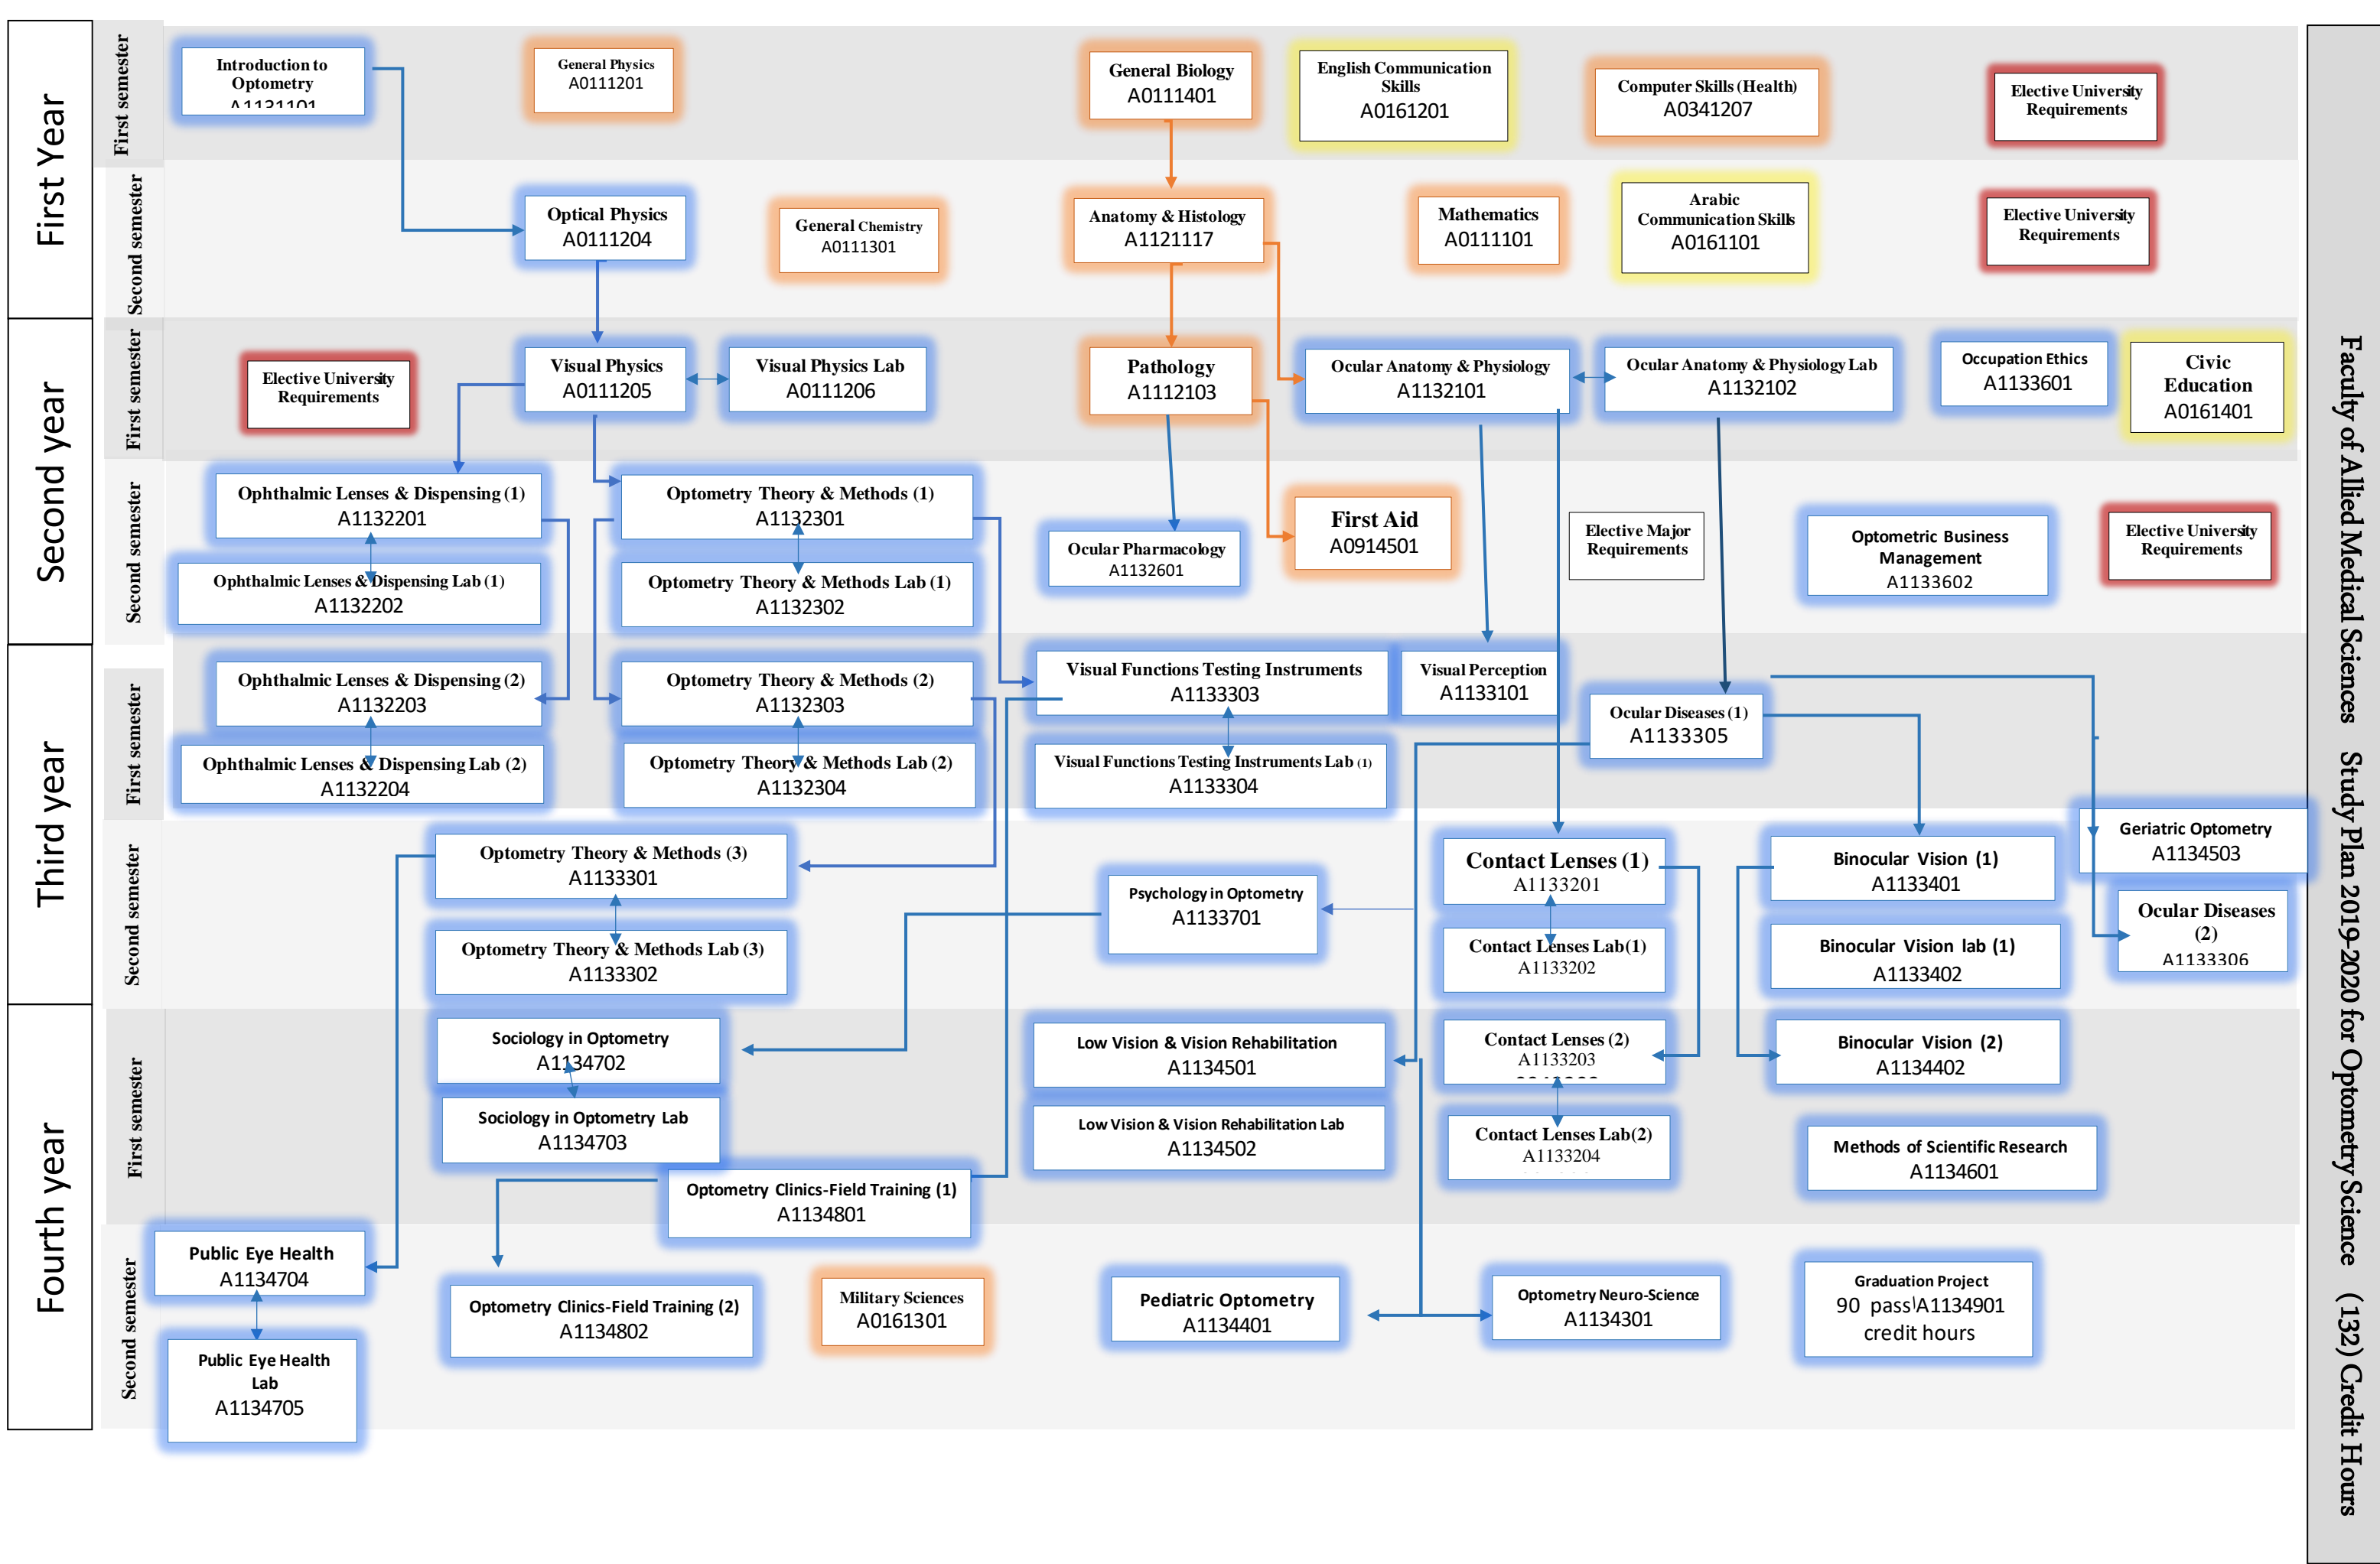 First Year
First semester
Introduction to
Optometry
A1131101
General Physics
A0111201
General Biology
A0111401
English Communication
Skills
A0161201
Computer Skills (Health)
A0341207
Elective University
Requirements
Second semester
Optical Physics
A0111204
General Chemistry
A0111301
Anatomy & Histology
A1121117
Mathematics
A0111101
Arabic
Communication Skills
A0161101
Elective University
Requirements
Second year
First semester
Elective University
Requirements
Visual Physics
A0111205
Visual Physics Lab
A0111206
Pathology
A1112103
Ocular Anatomy & Physiology
A1132101
Ocular Anatomy & Physiology Lab
A1132102
Occupation Ethics
A1133601
Civic
Education
A0161401
Second semester
Ophthalmic Lenses & Dispensing (1)
A1132201
Ophthalmic Lenses & Dispensing Lab (1)
A1132202
Optometry Theory & Methods (1)
A1132301
Optometry Theory & Methods Lab (1)
A1132302
Ocular Pharmacology
A1132601
First Aid
A0914501
Elective Major
Requirements
Optometric Business
Management
A1133602
Elective University
Requirements
Third year
First semester
Ophthalmic Lenses & Dispensing (2)
A1132203
Ophthalmic Lenses & Dispensing Lab (2)
A1132204
Optometry Theory & Methods (2)
A1132303
Optometry Theory & Methods Lab (2)
A1132304
Visual Functions Testing Instruments
A1133303
Visual Functions Testing Instruments Lab (1)
A1133304
Visual Perception
A1133101
Ocular Diseases (1)
A1133305
Second semester
Optometry Theory & Methods (3)
A1133301
Optometry Theory & Methods Lab (3)
A1133302
Psychology in Optometry
A1133701
Contact Lenses (1)
A1133201
Contact Lenses Lab(1)
A1133202
Binocular Vision (1)
A1133401
Binocular Vision lab (1)
A1133402
Geriatric Optometry
A1134503
Ocular Diseases
(2)
A1133306
Fourth year
First semester
Sociology in Optometry
A1134702
Sociology in Optometry Lab
A1134703
Optometry Clinics-Field Training (1)
A1134801
Low Vision & Vision Rehabilitation
A1134501
Low Vision & Vision Rehabilitation Lab
A1134502
Contact Lenses (2)
A1133203
Contact Lenses Lab(2)
A1133204
Binocular Vision (2)
A1134402
Methods of Scientific Research
A1134601
Second semester
Public Eye Health
A1134704
Public Eye Health
Lab
A1134705
Optometry Clinics-Field Training (2)
A1134802
Military Sciences
A0161301
Pediatric Optometry
A1134401
Optometry Neuro-Science
A1134301
Graduation Project
90 pass\A1134901
credit hours
Faculty of Allied Medical Sciences Study Plan 2019-2020 for Optometry Science (132) Credit Hours